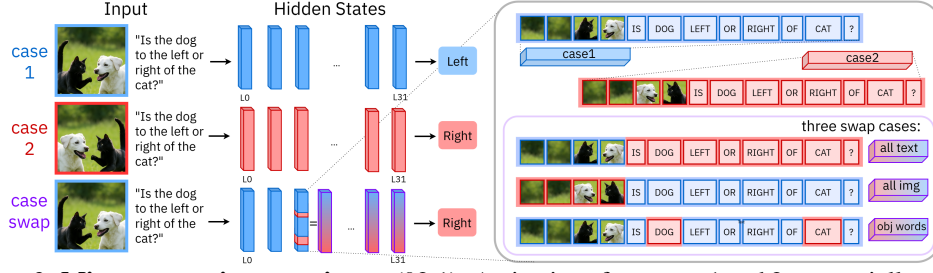 Input
Hidden States
case
1
"Is the dog
to the left or
right of the
cat?"
...
L0
L31
Left
case
2
"Is the dog
to the left or
right of the
cat?"
...
L0
L31
Right
case
swap
"Is the dog
to the left or
right of the
cat?"
=
...
L0
L31
Right
IS DOG LEFT OR RIGHT OF CAT ?
case1
case2
IS DOG LEFT OR RIGHT OF CAT ?
three swap cases:
IS DOG LEFT OR RIGHT OF CAT ?
all text
IS DOG LEFT OR RIGHT OF CAT ?
all img
IS DOG LEFT OR RIGHT OF CAT ?
obj words